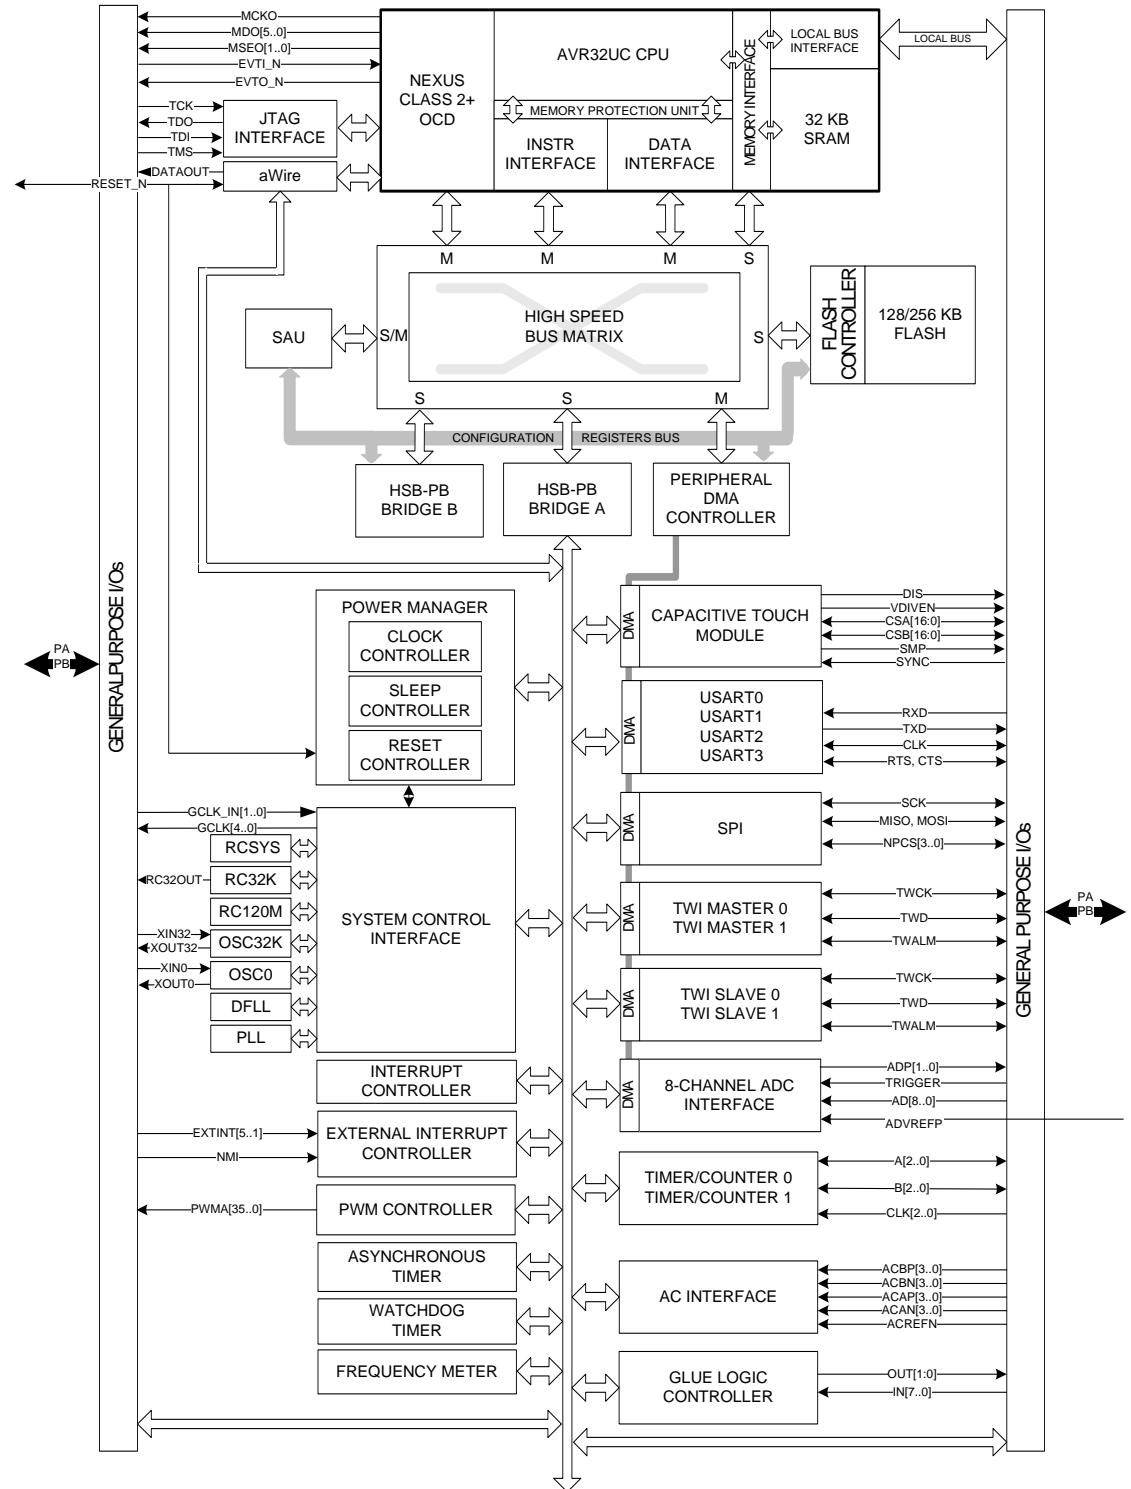 MCKO
MDO[5..0]
MSEO[1..0]
EVTI_N
EVTO_N
TCK
TDO
TDI
TMS
JTAG
INTERFACE
DATAOUT
RESET_N
aWire
NEXUS
CLASS 2+
OCD
AVR32UC CPU
MEMORY PROTECTION UNIT
INSTR
INTERFACE
DATA
INTERFACE
MEMORY INTERFACE
LOCAL BUS
INTERFACE
32 KB
SRAM
LOCAL BUS
M
M
M
S
HIGH SPEED
BUS MATRIX
SAU
S/M
S
FLASH
CONTROLLER
128/256 KB
FLASH
S
S
M
CONFIGURATION
REGISTERS BUS
HSB-PB
BRIDGE B
HSB-PB
BRIDGE A
PERIPHERAL
DMA
CONTROLLER
GENERALPURPOSE I/Os
PA
PB
POWER MANAGER
CLOCK
CONTROLLER
SLEEP
CONTROLLER
RESET
CONTROLLER
GCLK_IN[1..0]
GCLK[4..0]
RCSYS
RC32OUT
RC32K
RC120M
XIN32
XOUT32
OSC32K
XIN0
XOUT0
OSC0
DFLL
PLL
SYSTEM CONTROL
INTERFACE
INTERRUPT
CONTROLLER
EXTINT[5..1]
NMI
EXTERNAL INTERRUPT
CONTROLLER
PWMA[35..0]
PWM CONTROLLER
ASYNCHRONOUS
TIMER
WATCHDOG
TIMER
FREQUENCY METER
DMA
CAPACITIVE TOUCH
MODULE
DIS
VDIVEN
CSA[16:0]
CSB[16:0]
SMP
SYNC
DMA
USART0
USART1
USART2
USART3
RXD
TXD
CLK
RTS, CTS
DMA
SPI
SCK
MISO, MOSI
NPCS[3..0]
DMA
TWI MASTER 0
TWI MASTER 1
TWCK
TWD
TWALM
DMA
TWI SLAVE 0
TWI SLAVE 1
TWCK
TWD
TWALM
DMA
8-CHANNEL ADC
INTERFACE
ADP[1..0]
TRIGGER
AD[8..0]
ADVREFP
TIMER/COUNTER 0
TIMER/COUNTER 1
A[2..0]
B[2..0]
CLK[2..0]
AC INTERFACE
ACBP[3..0]
ACBN[3..0]
ACAP[3..0]
ACAN[3..0]
ACREFN
GLUE LOGIC
CONTROLLER
OUT[1:0]
IN[7..0]
GENERAL PURPOSE I/Os
PA
PB